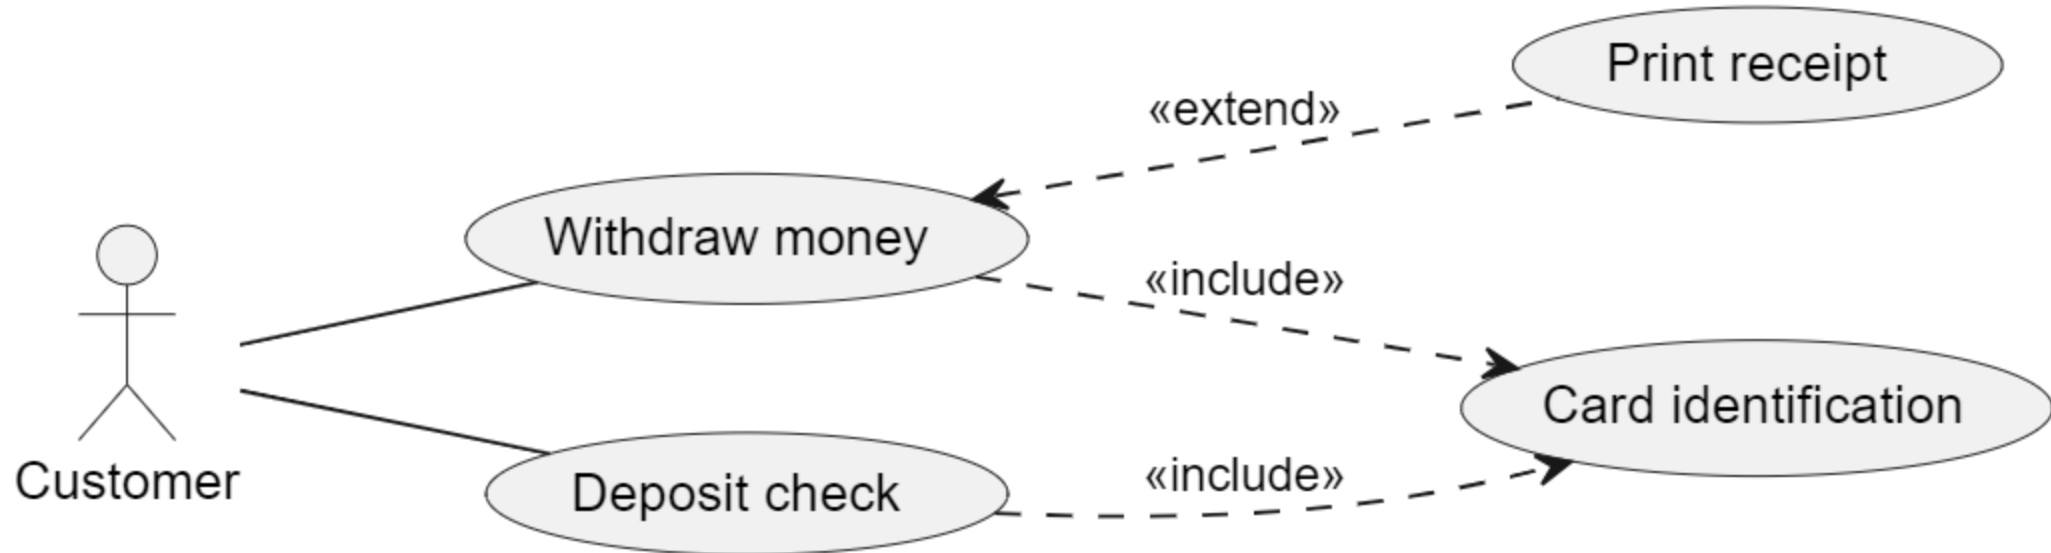 Print receipt
«extend»
Withdraw money
«include»
Card identification
Customer
«include»
Deposit check